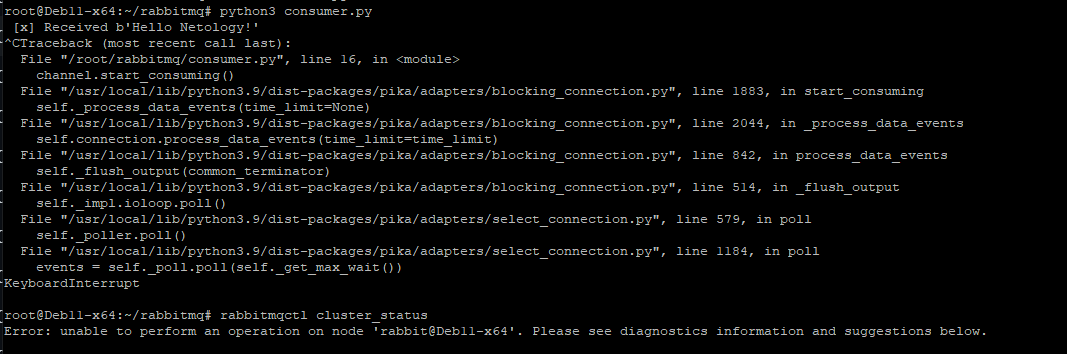 root@Deb11-x64:~/rabbitmq# python3 consumer.py
 [x] Received b'Hello Netology!'
^CTraceback (most recent call last):
  File "/root/rabbitmq/consumer.py", line 16, in <module>
    channel.start_consuming()
  File "/usr/local/lib/python3.9/dist-packages/pika/adapters/blocking_connection.py", line 1883, in start_consuming
    self._process_data_events(time_limit=None)
  File "/usr/local/lib/python3.9/dist-packages/pika/adapters/blocking_connection.py", line 2044, in _process_data_events
    self.connection.process_data_events(time_limit=time_limit)
  File "/usr/local/lib/python3.9/dist-packages/pika/adapters/blocking_connection.py", line 842, in process_data_events
    self._flush_output(common_terminator)
  File "/usr/local/lib/python3.9/dist-packages/pika/adapters/blocking_connection.py", line 514, in _flush_output
    self._impl.ioloop.poll()
  File "/usr/local/lib/python3.9/dist-packages/pika/adapters/select_connection.py", line 579, in poll
    self._poller.poll()
  File "/usr/local/lib/python3.9/dist-packages/pika/adapters/select_connection.py", line 1184, in poll
    events = self._poll.poll(self._get_max_wait())
KeyboardInterrupt
root@Deb11-x64:~/rabbitmq# rabbitmqctl cluster_status
Error: unable to perform an operation on node 'rabbit@Deb11-x64'. Please see diagnostics information and suggestions below.